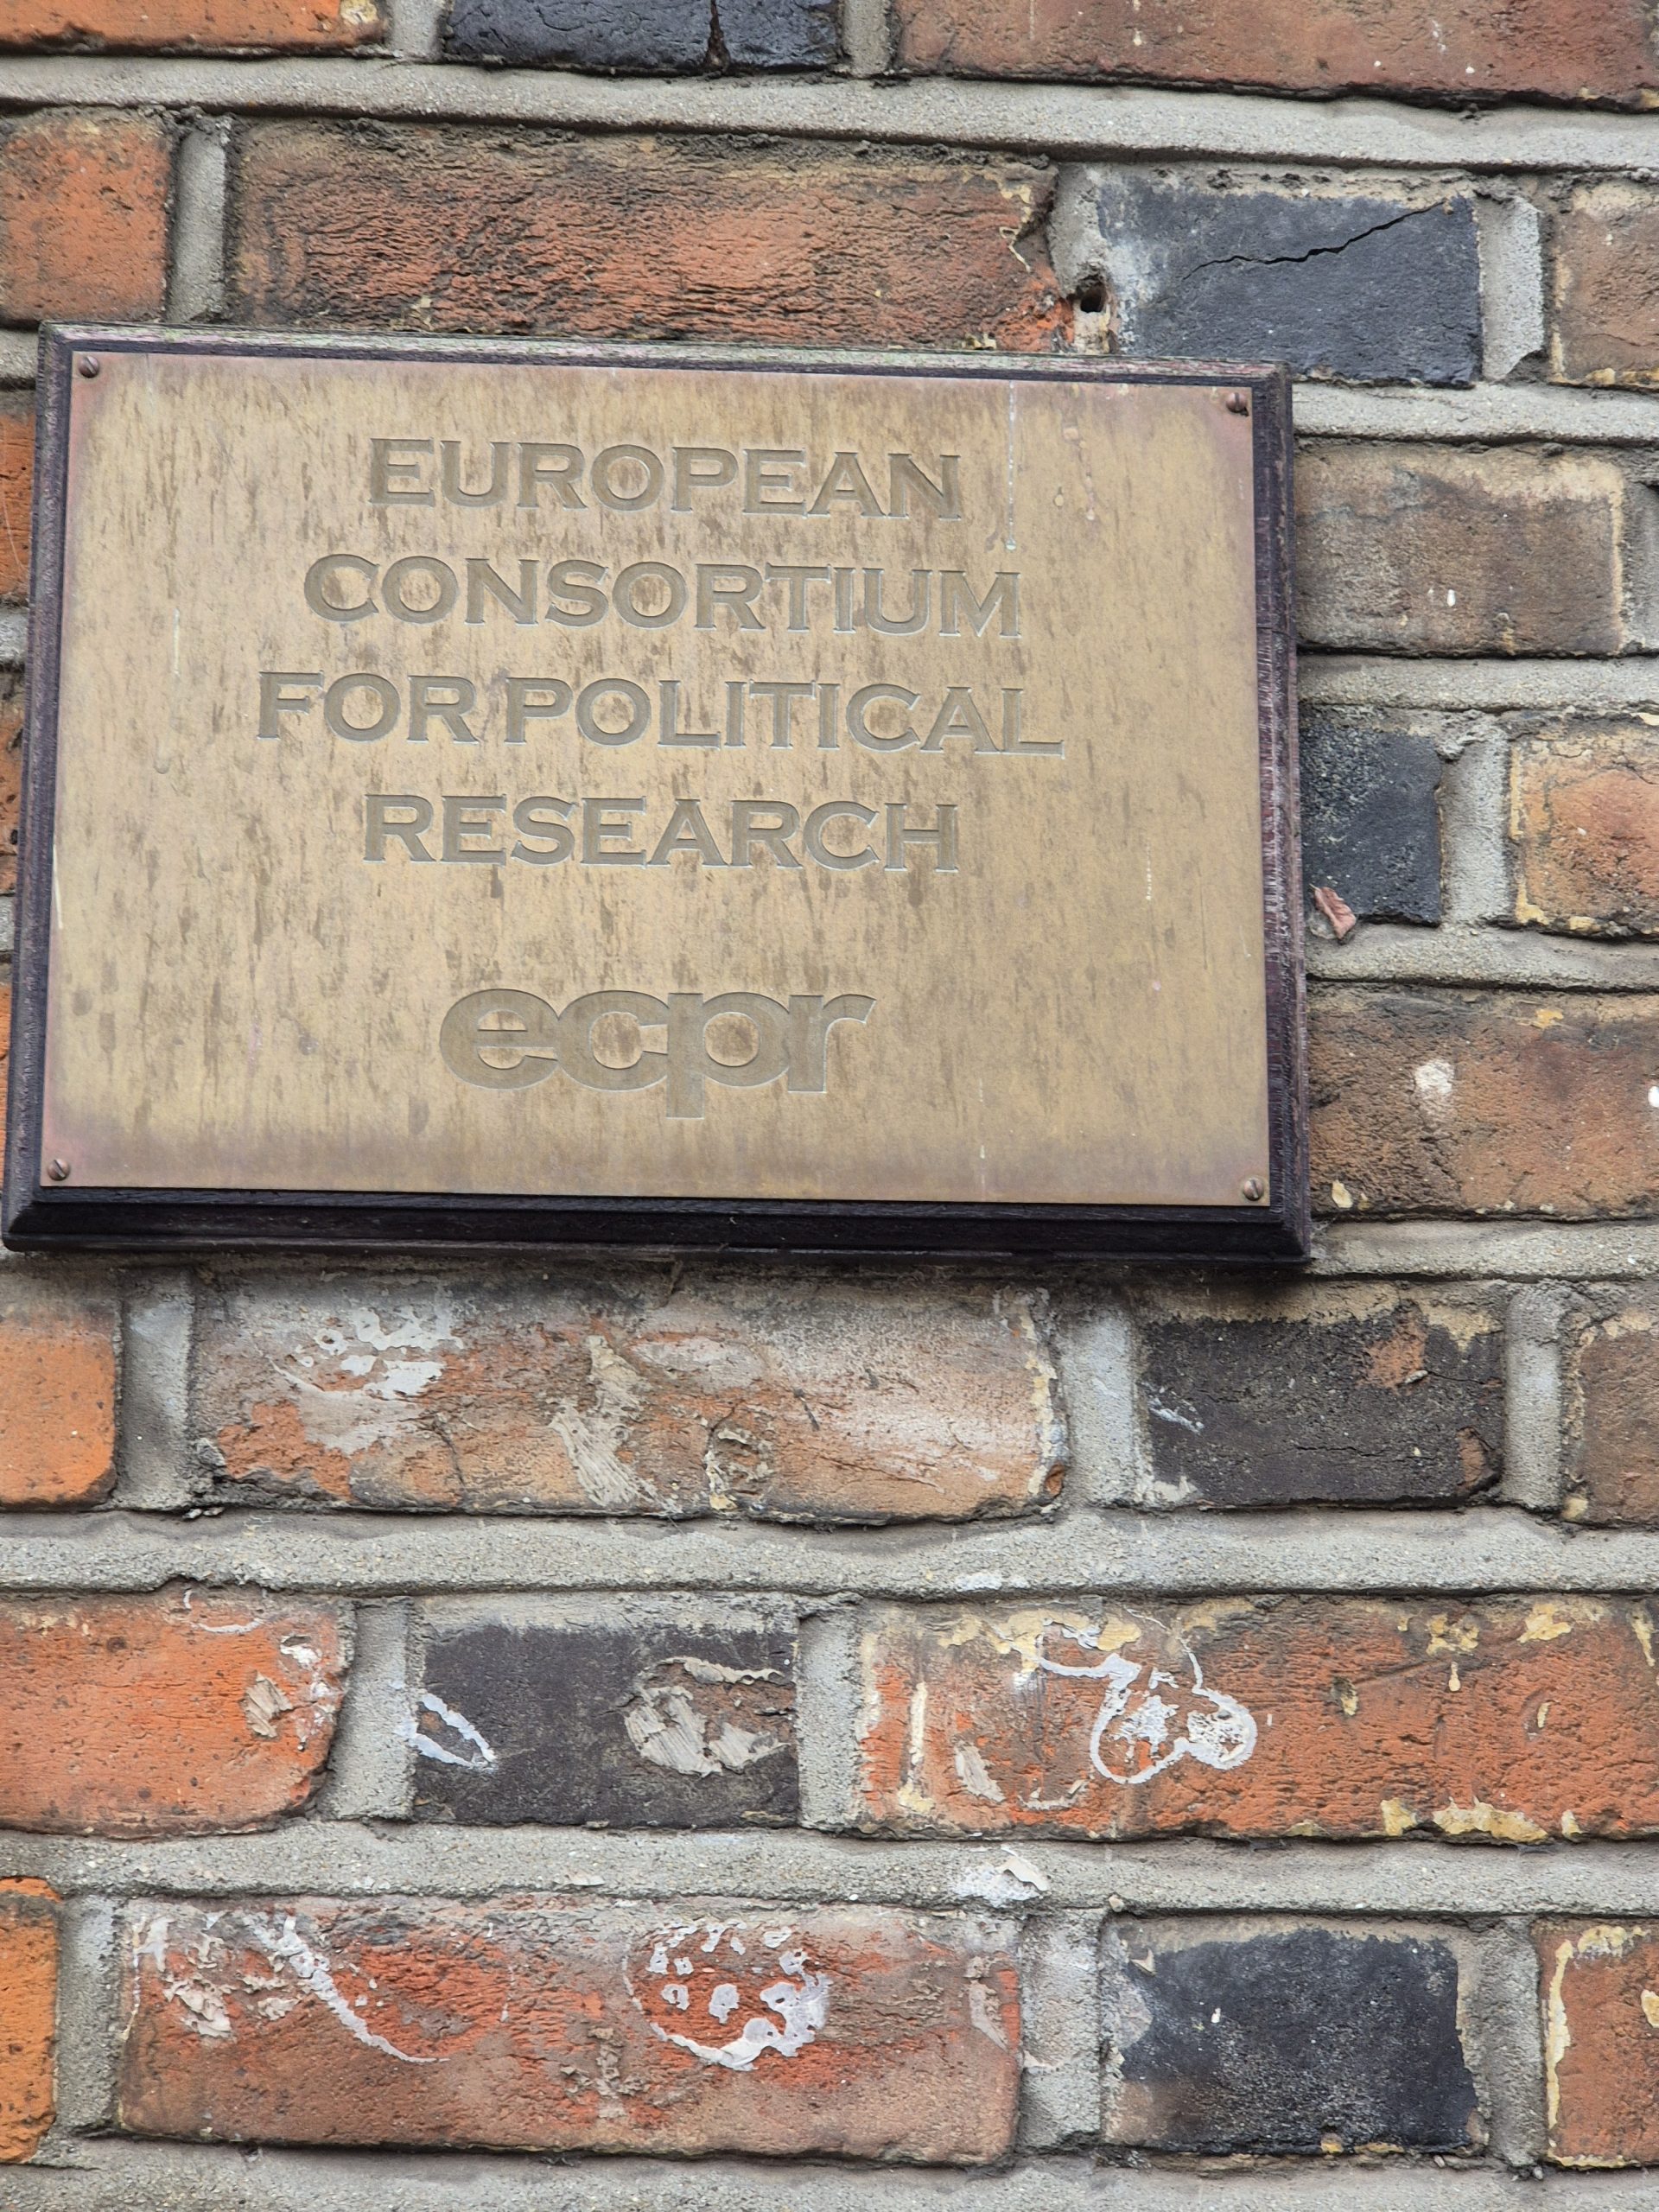 EUROPEAN
CONSORTIUM
FOR POLITICAL
RESEARCH
ecpr